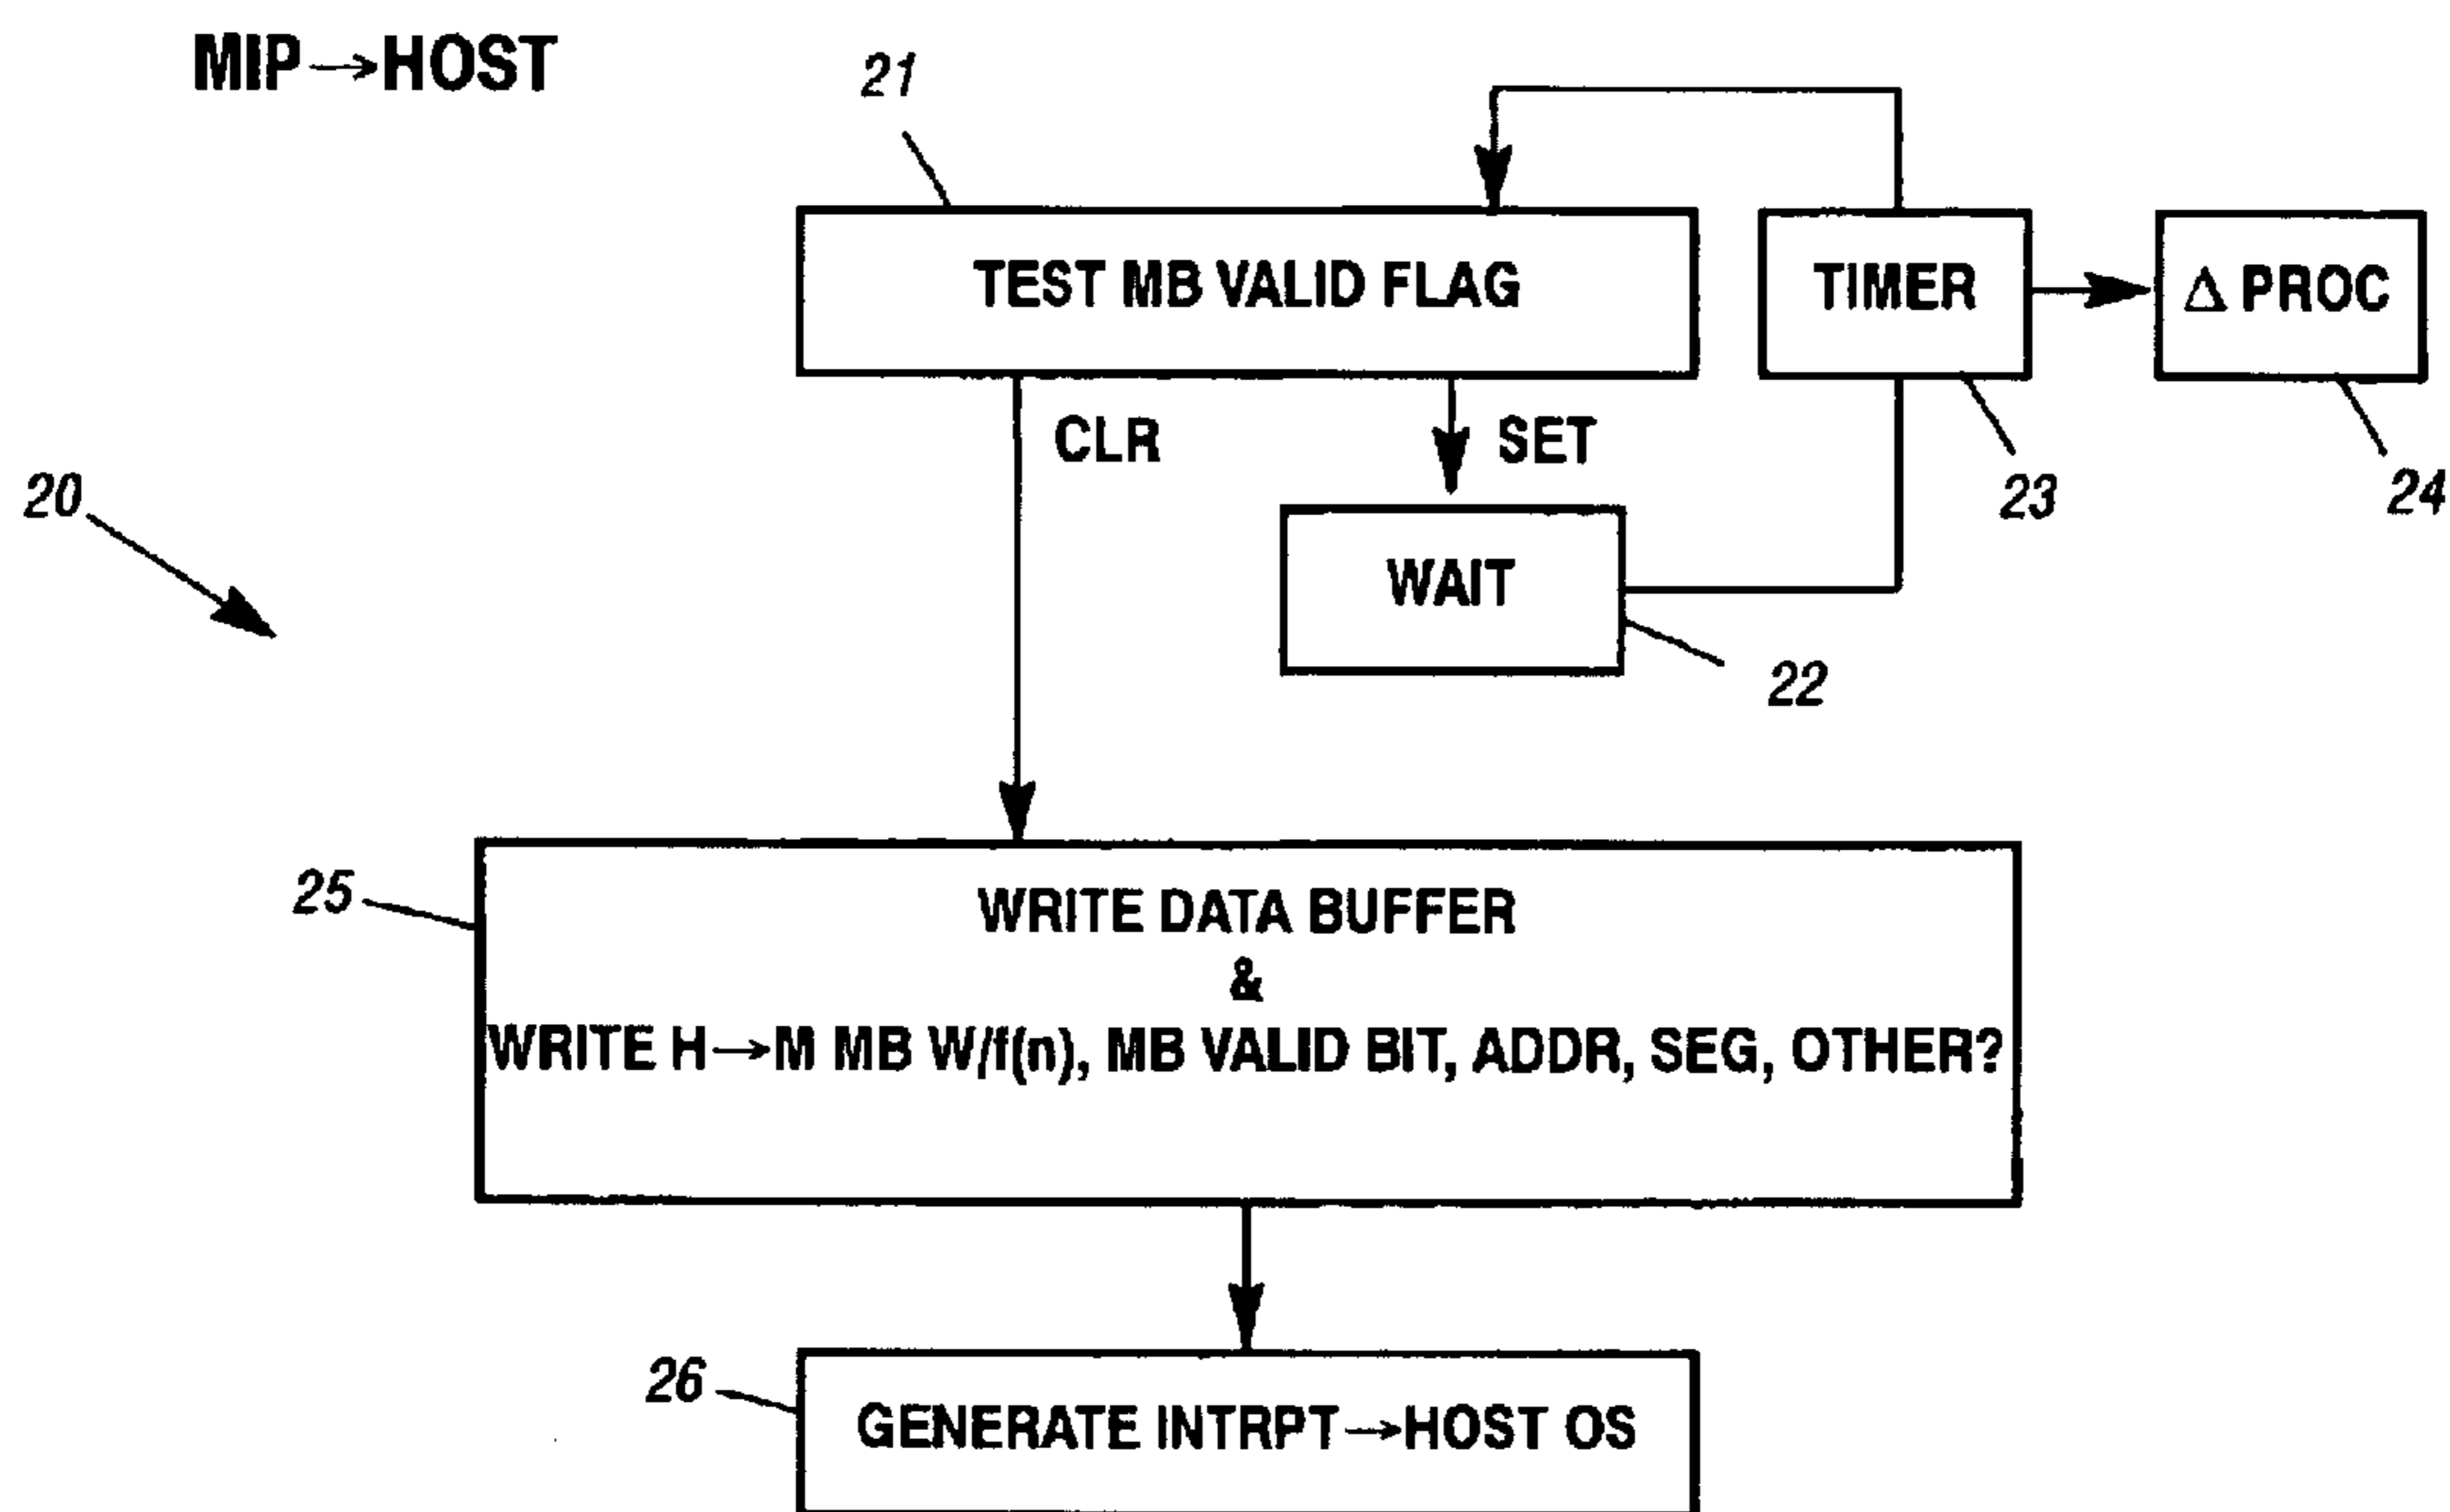 MIP→HOST
21
TEST MB VALID FLAG
TIMER
Δ PROC
CLR
SET
20
23
24
WAIT
22
25
WRITE DATA BUFFER
&
WRITE H→M MB W/f(n), MB VALID BIT, ADDR, SEG, OTHER?
26
GENERATE INTRPT→HOST OS